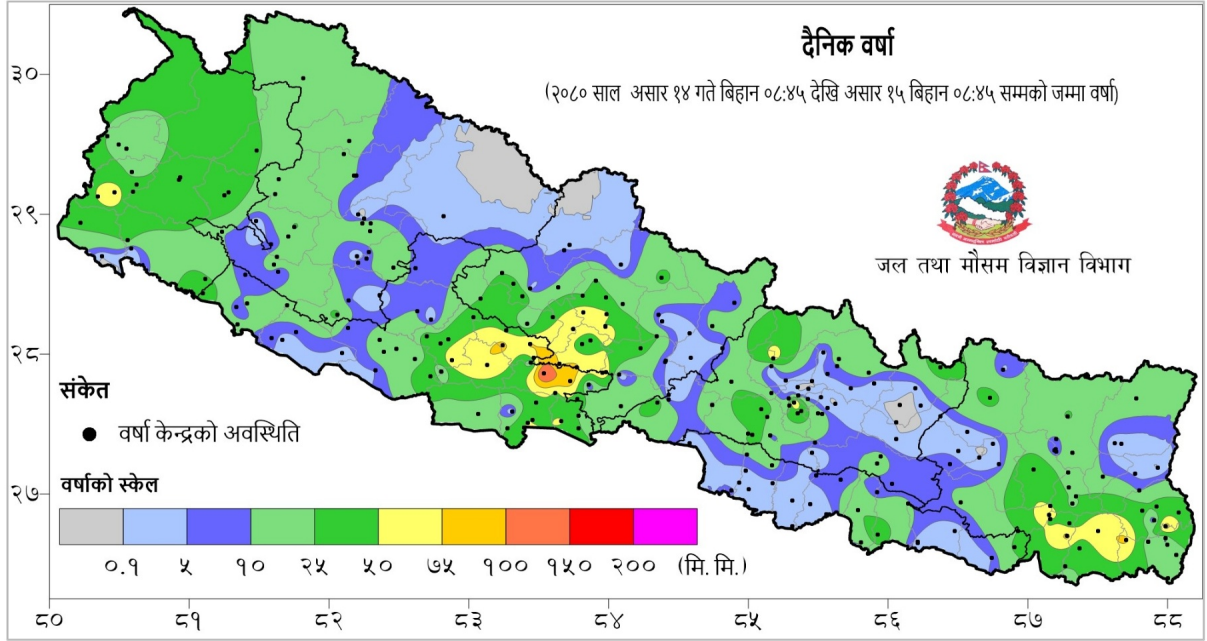 दैनिक वर्षा
(२०८० साल असार १४ गते बिहान ०८:४५ देखि असार १५ बिहान ०८:४५ सम्मको जम्मा वर्षा)
जल तथा मौसम विज्ञान विभाग
३०
२९
२८
२७
संकेत
वर्षा केन्द्रको अवस्थिति
वर्षाको स्केल
०.१ ५ १० २५ ५० ७५ १०० १५० २०० (मि. मि.)
८० ८१ ८२ ८३ ८४ ८५ ८६ ८७ ८८